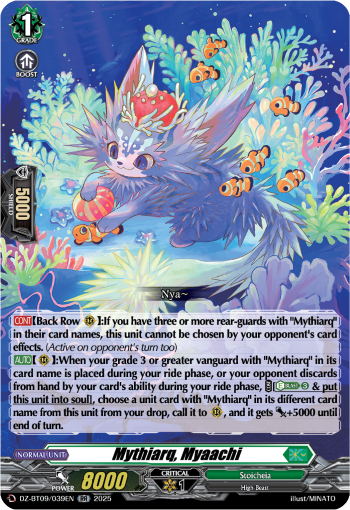 1
GRADE
BOOST
5000
SHIELD
Nya~
CONT【Back Row】:If you have three or more rear-guards with "Mythiarq"
in their card names, this unit cannot be chosen by your opponent's card
effects. (Active on opponent's turn too)
AUTO【】:When your grade 3 or greater vanguard with "Mythiarq" in its
card name is placed during your ride phase, or your opponent discards
from hand by your card's ability during your ride phase, [BLAST & put
this unit into soul], choose a unit card with "Mythiarq" in its different
card name from this unit from your drop, call it to , and it gets +5000 until
end of turn.
(NORMAL UNIT)
Mythiarq, Myaachi
POWER 8000
CRITICAL
1
Stoicheia
High Beast
DZ-BT09/039EN RR 2025
illust/MINATO